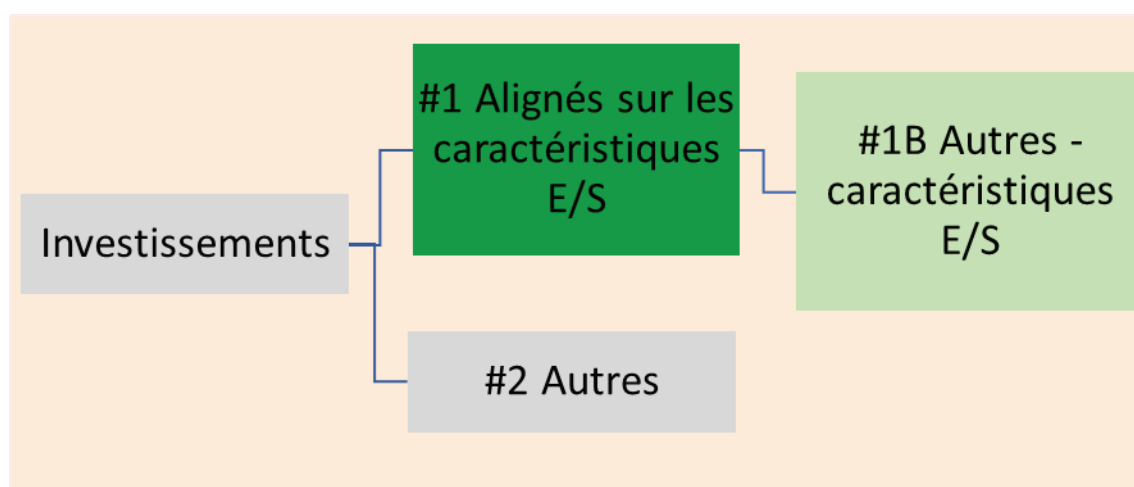 #1 Alignés sur les
caractéristiques
E/S
#1B Autres -
caractéristiques
E/S
Investissements
#2 Autres